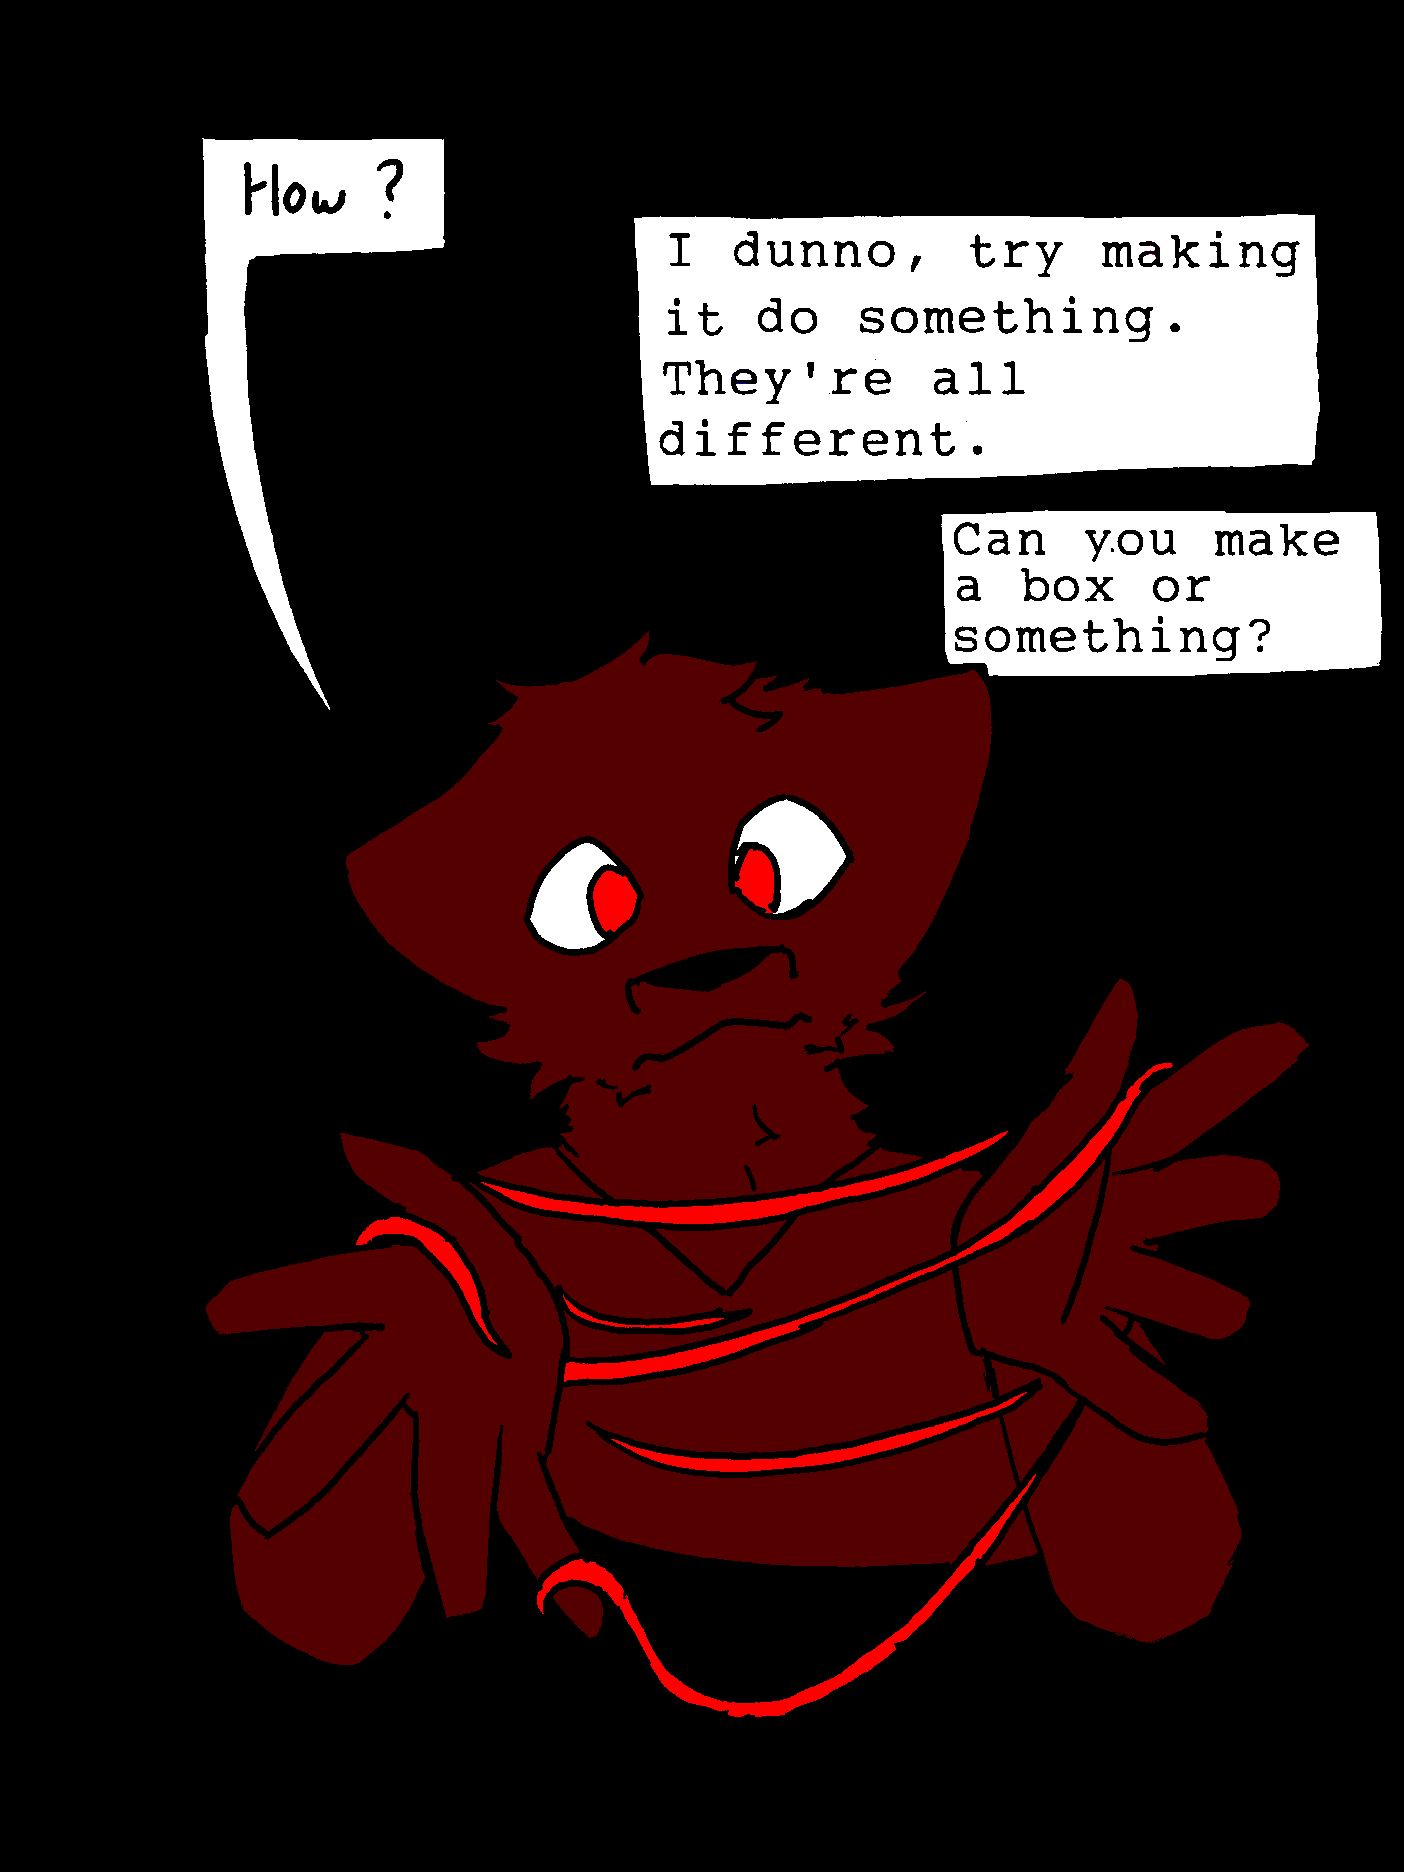 How ?
I dunno, try making
it do something.
They're all
different.
Can you make
a box or
something?